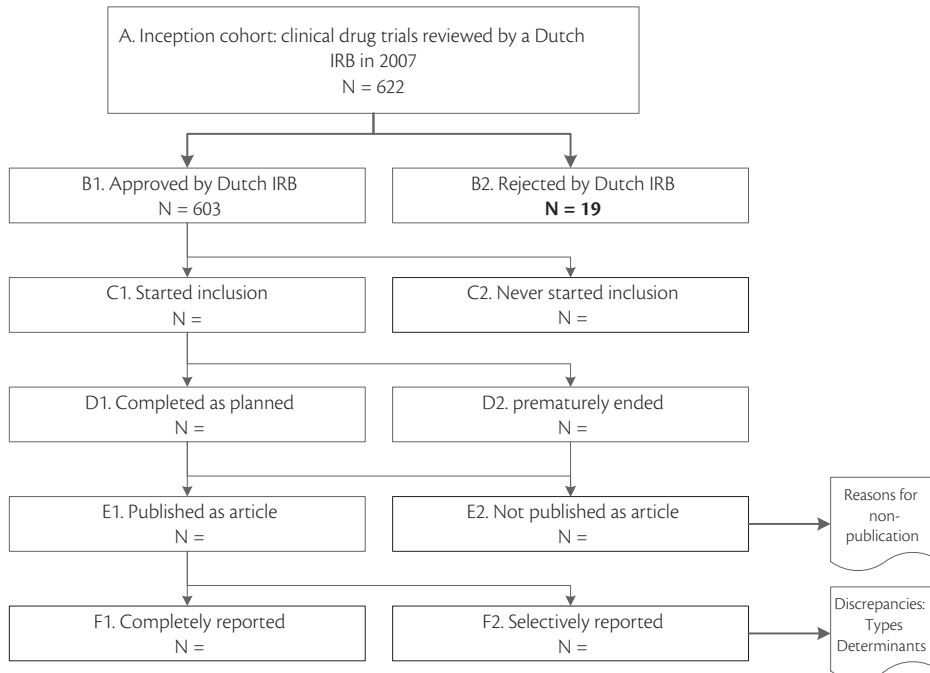 A. Inception cohort: clinical drug trials reviewed by a Dutch
IRB in 2007
N = 622
B1. Approved by Dutch IRB
N = 603
B2. Rejected by Dutch IRB
N = 19
C1. Started inclusion
N =
C2. Never started inclusion
N =
D1. Completed as planned
N =
D2. prematurely ended
N =
E1. Published as article
N =
E2. Not published as article
N =
Reasons for
non-
publication
F1. Completely reported
N =
F2. Selectively reported
N =
Discrepancies:
Types
Determinants